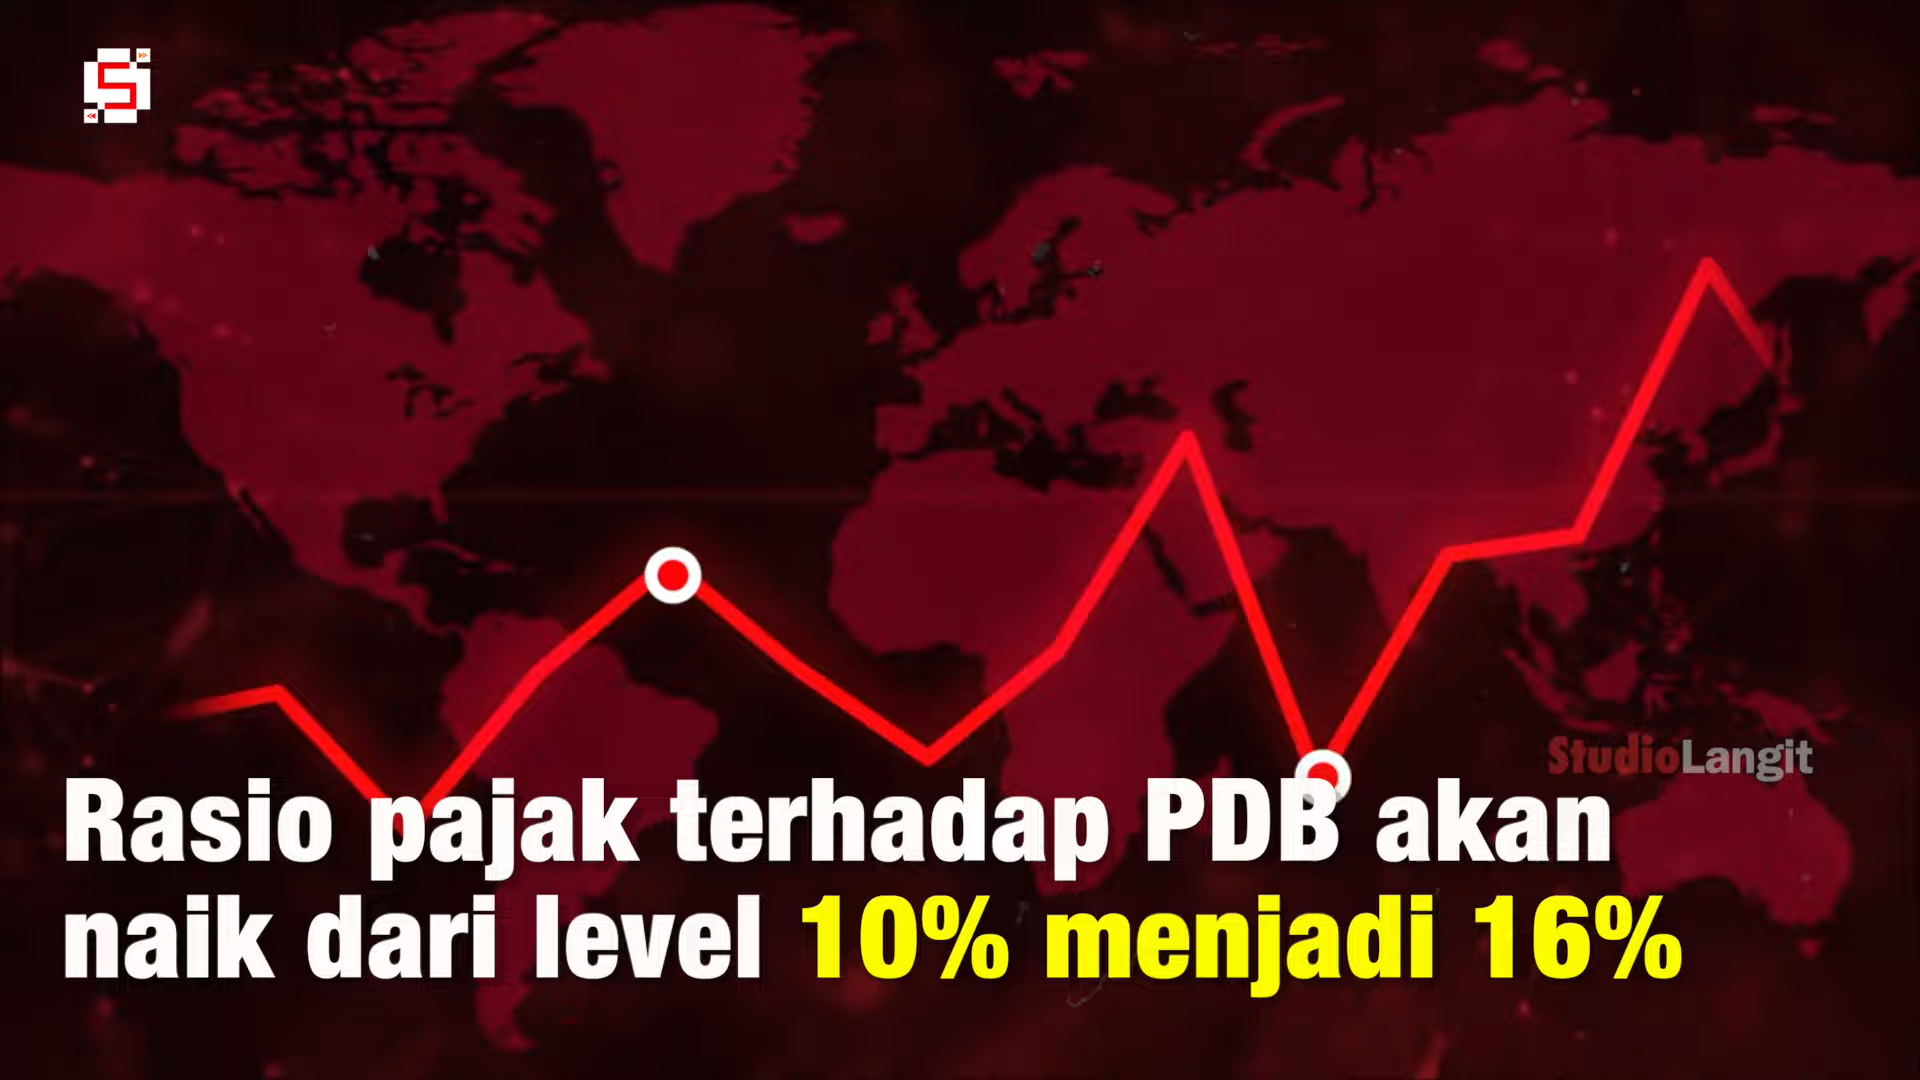 S
StudioLangit
Rasio pajak terhadap PDB akan
naik dari level 10% menjadi 16%